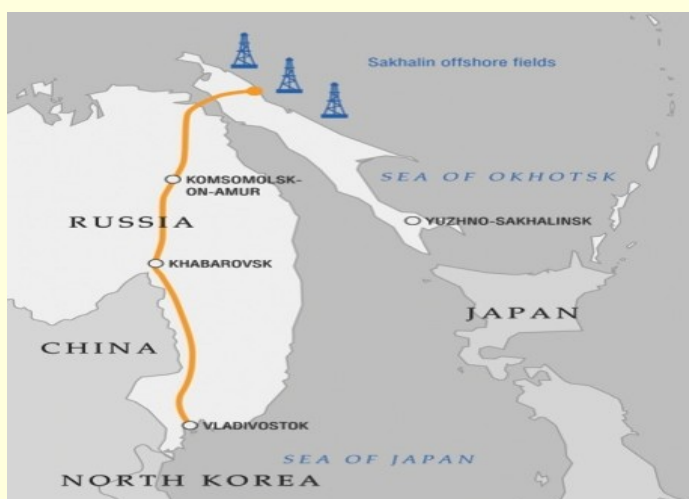 Sakhalin offshore fields
SEA OF OKHOTSK
KOMSOMOLSK-
ON-AMUR
RUSSIA
YUZHNO-SAKHALINSK
KHABAROVSK
JAPAN
CHINA
VLADIVOSTOK
SEA OF JAPAN
NORTH KOREA